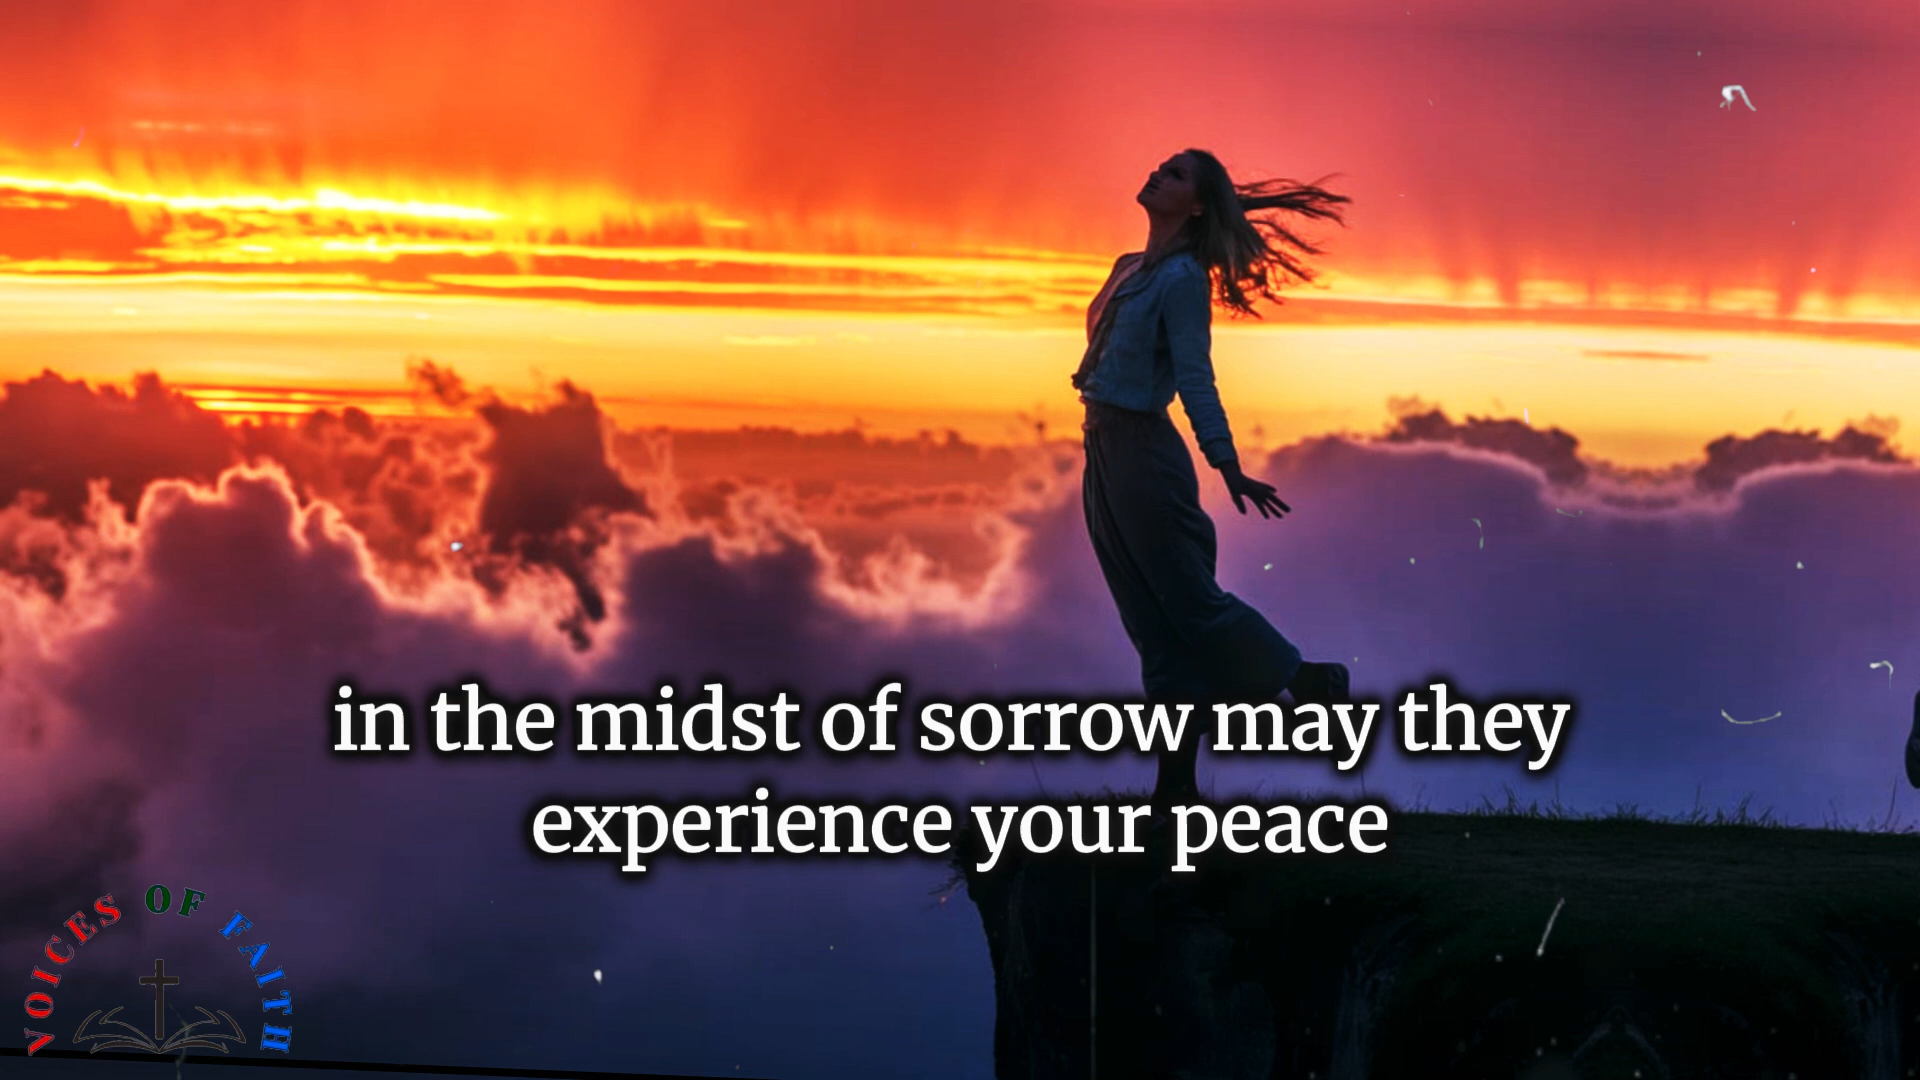 in the midst of sorrow may they
experience your peace
VOICES OF FAITH